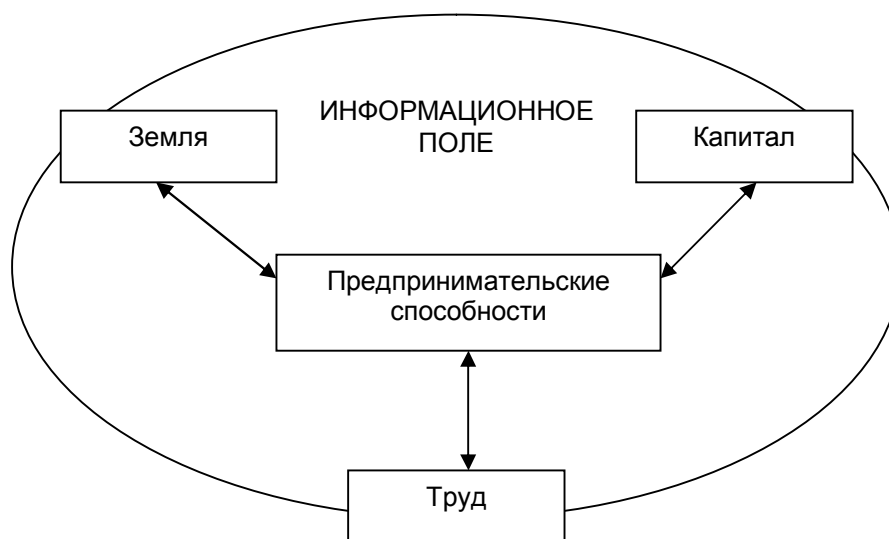 ИНФОРМАЦИОННОЕ
ПОЛЕ
Земля
Капитал
Предпринимательские
способности
Труд